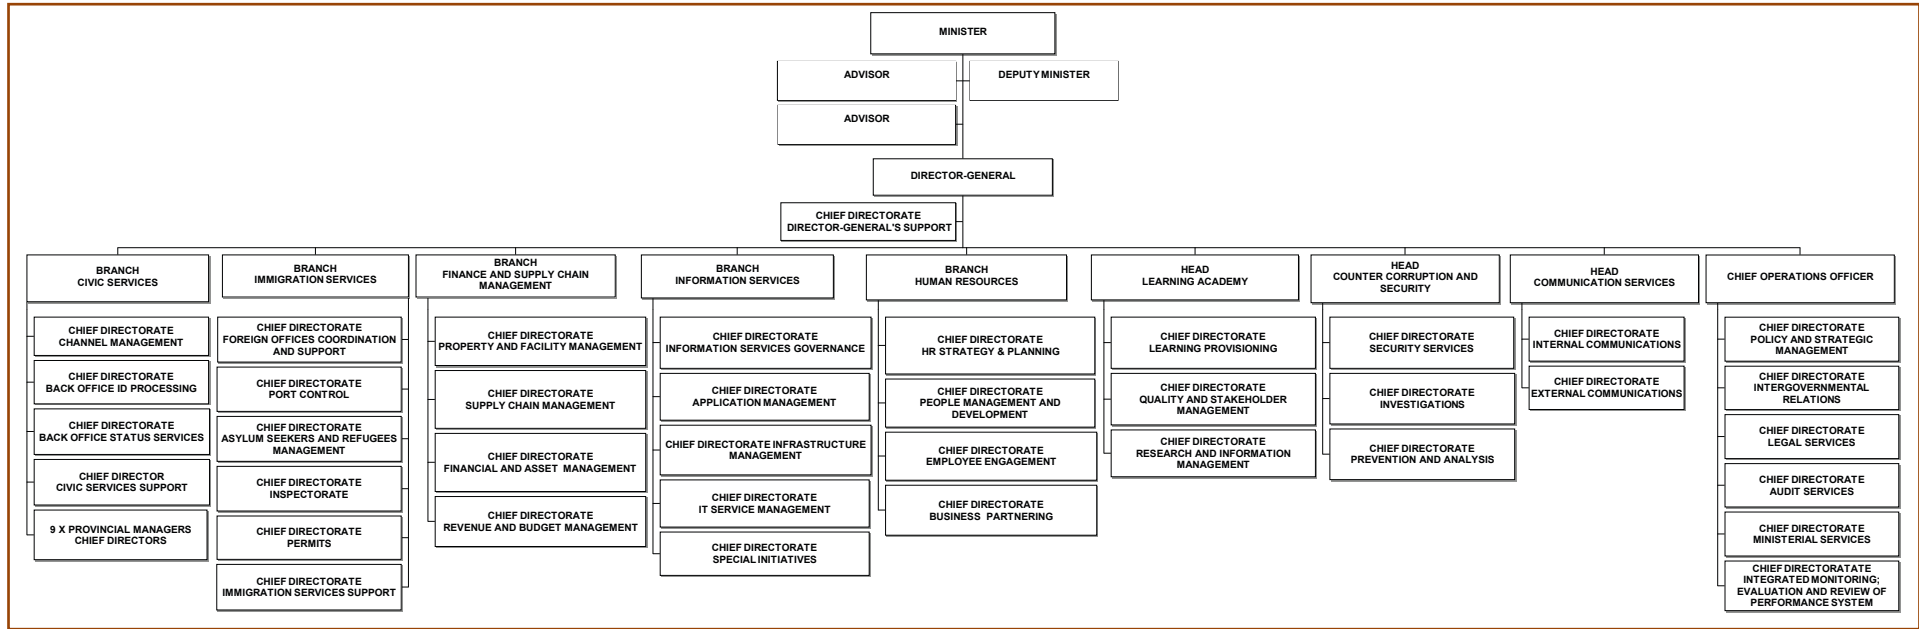 MINISTER
ADVISOR
DEPUTY MINISTER
ADVISOR
DIRECTOR-GENERAL
CHIEF DIRECTORATE
DIRECTOR-GENERAL'S SUPPORT
BRANCH
CIVIC SERVICES
CHIEF DIRECTORATE
CHANNEL MANAGEMENT
CHIEF DIRECTORATE
BACK OFFICE ID PROCESSING
CHIEF DIRECTORATE
BACK OFFICE STATUS SERVICES
CHIEF DIRECTOR
CIVIC SERVICES SUPPORT
9 X PROVINCIAL MANAGERS
CHIEF DIRECTORS
BRANCH
IMMIGRATION SERVICES
CHIEF DIRECTORATE
FOREIGN OFFICES COORDINATION
AND SUPPORT
CHIEF DIRECTORATE
PORT CONTROL
CHIEF DIRECTORATE
ASYLUM SEEKERS AND REFUGEES
MANAGEMENT
CHIEF DIRECTORATE
INSPECTORATE
CHIEF DIRECTORATE
PERMITS
CHIEF DIRECTORATE
IMMIGRATION SERVICES SUPPORT
BRANCH
FINANCE AND SUPPLY CHAIN
MANAGEMENT
CHIEF DIRECTORATE
PROPERTY AND FACILITY MANAGEMENT
CHIEF DIRECTORATE
SUPPLY CHAIN MANAGEMENT
CHIEF DIRECTORATE
FINANCIAL AND ASSET MANAGEMENT
CHIEF DIRECTORATE
REVENUE AND BUDGET MANAGEMENT
BRANCH
INFORMATION SERVICES
CHIEF DIRECTORATE
INFORMATION SERVICES GOVERNANCE
CHIEF DIRECTORATE
APPLICATION MANAGEMENT
CHIEF DIRECTORATE INFRASTRUCTURE
MANAGEMENT
CHIEF DIRECTORATE
IT SERVICE MANAGEMENT
CHIEF DIRECTORATE
SPECIAL INITIATIVES
BRANCH
HUMAN RESOURCES
CHIEF DIRECTORATE
HR STRATEGY & PLANNING
CHIEF DIRECTORATE
PEOPLE MANAGEMENT AND
DEVELOPMENT
CHIEF DIRECTORATE
EMPLOYEE ENGAGEMENT
CHIEF DIRECTORATE
BUSINESS PARTNERING
HEAD
LEARNING ACADEMY
CHIEF DIRECTORATE
LEARNING PROVISIONING
CHIEF DIRECTORATE
QUALITY AND STAKEHOLDER
MANAGEMENT
CHIEF DIRECTORATE
RESEARCH AND INFORMATION
MANAGEMENT
HEAD
COUNTER CORRUPTION AND
SECURITY
CHIEF DIRECTORATE
SECURITY SERVICES
CHIEF DIRECTORATE
INVESTIGATIONS
CHIEF DIRECTORATE
PREVENTION AND ANALYSIS
HEAD
COMMUNICATION SERVICES
CHIEF DIRECTORATE
INTERNAL COMMUNICATIONS
CHIEF DIRECTORATE
EXTERNAL COMMUNICATIONS
CHIEF OPERATIONS OFFICER
CHIEF DIRECTORATE
POLICY AND STRATEGIC
MANAGEMENT
CHIEF DIRECTORATE
INTERGOVERNMENTAL
RELATIONS
CHIEF DIRECTORATE
LEGAL SERVICES
CHIEF DIRECTORATE
AUDIT SERVICES
CHIEF DIRECTORATE
MINISTERIAL SERVICES
CHIEF DIRECTORATATE
INTEGRATED MONITORING;
EVALUATION AND REVIEW OF
PERFORMANCE SYSTEM